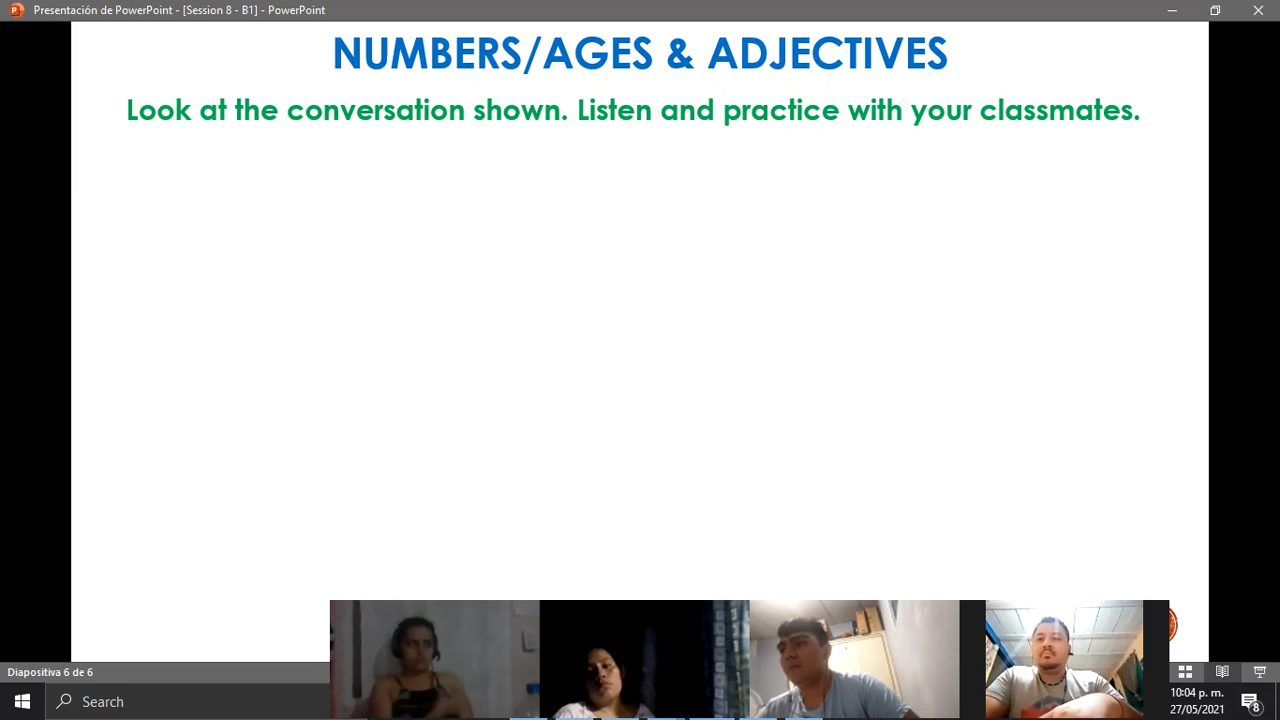 Presentación de PowerPoint - [Session 8 - B1] - PowerPoint
NUMBERS/AGES & ADJECTIVES
Look at the conversation shown. Listen and practice with your classmates.
Diapositiva 6 de 6
Search
10:04 p. m.
27/05/2021
8